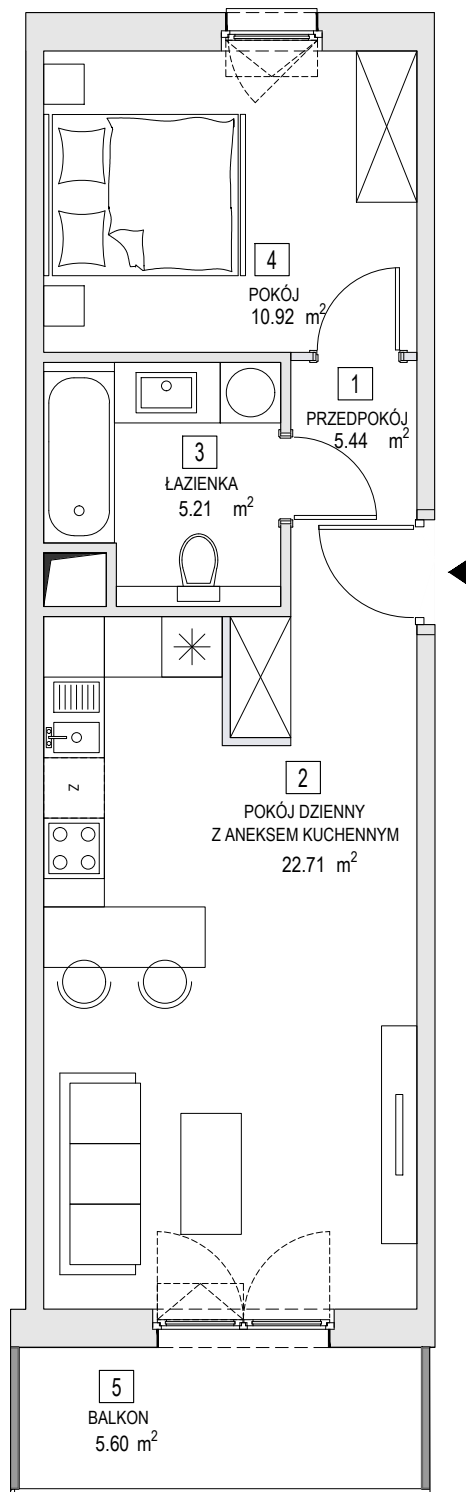 4
POKÓJ
10.92 m²
1
PRZEDPOKÓJ
5.44 m²
3
ŁAZIENKA
5.21 m²
Z
2
POKÓJ DZIENNY
Z ANEKSEM KUCHENNYM
22.71 m²
5
BALKON
5.60 m²